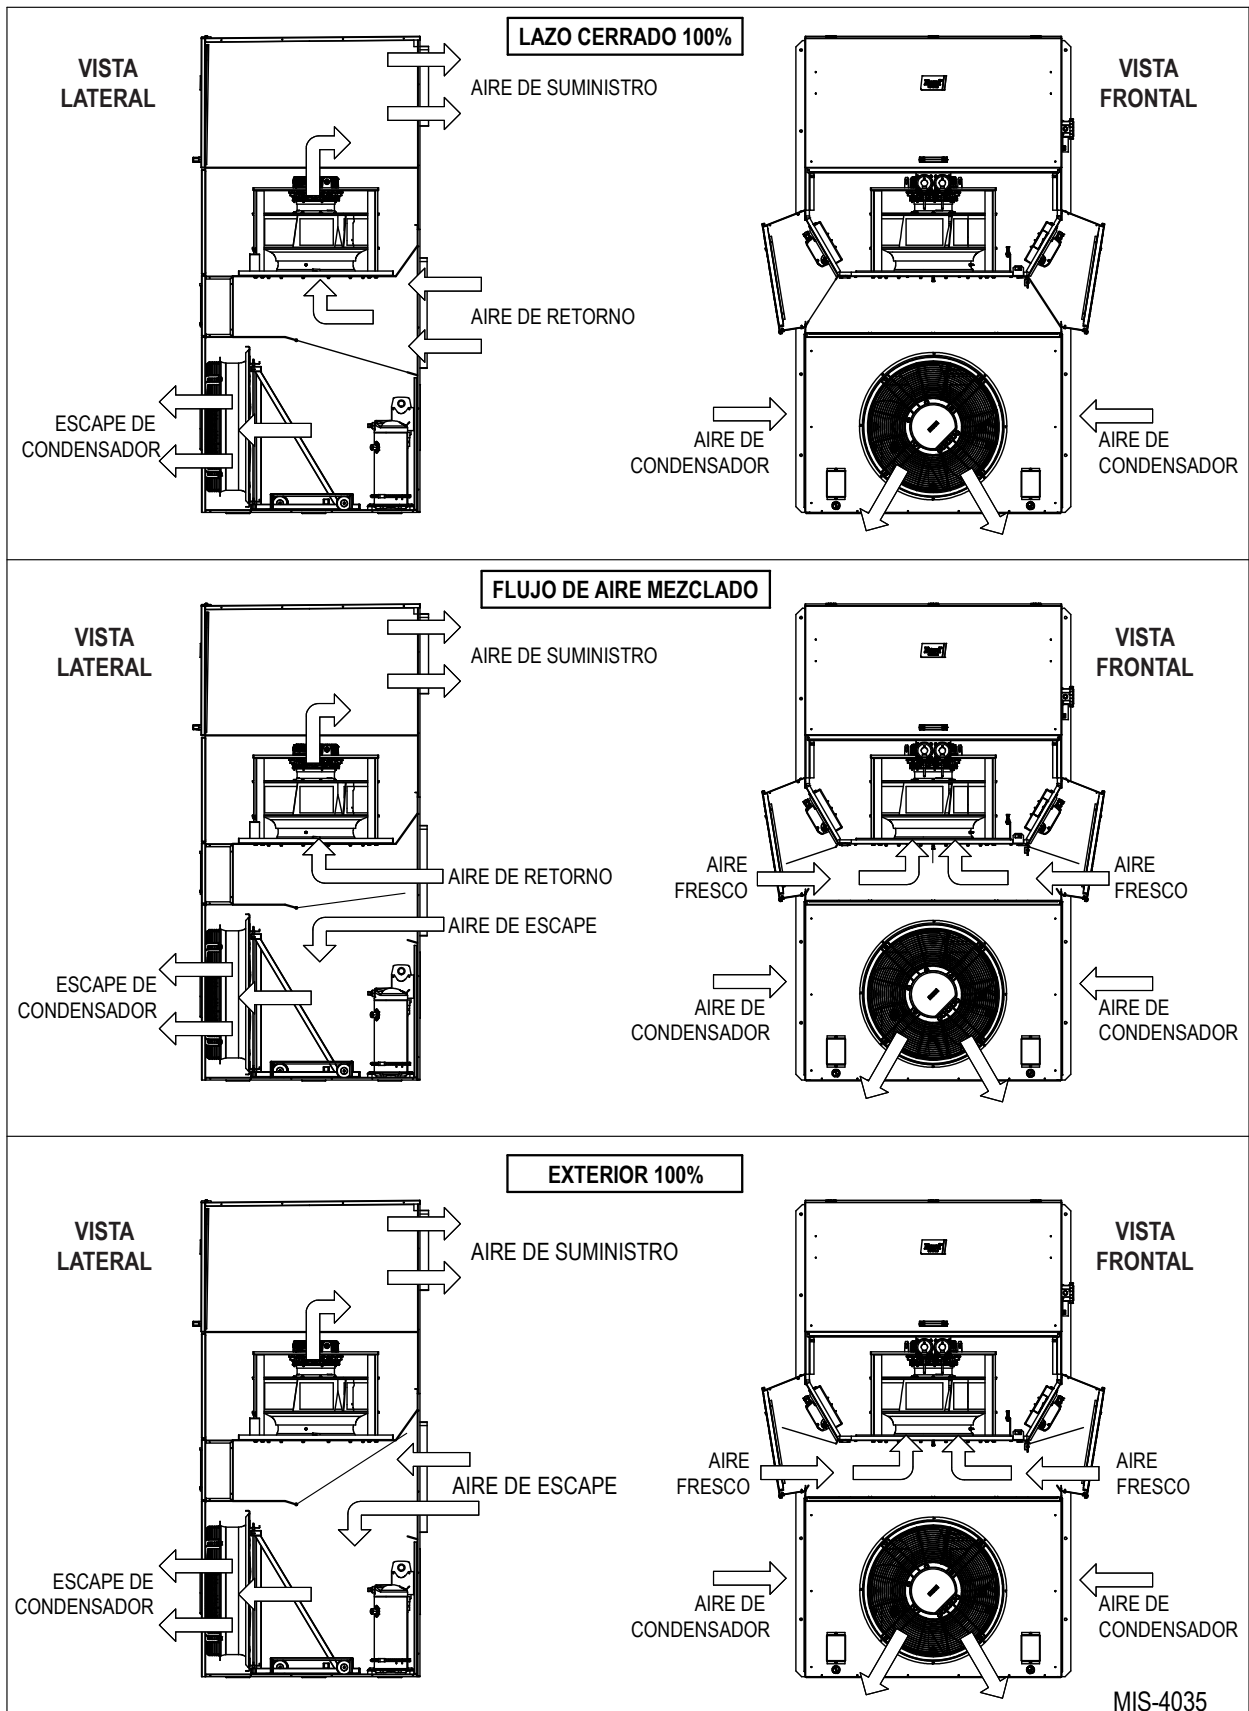 LAZO CERRADO 100%
VISTA
LATERAL
AIRE DE SUMINISTRO
AIRE DE RETORNO
ESCAPE DE
CONDENSADOR
VISTA
FRONTAL
AIRE DE
CONDENSADOR
AIRE DE
CONDENSADOR
FLUJO DE AIRE MEZCLADO
VISTA
LATERAL
AIRE DE SUMINISTRO
AIRE DE RETORNO
AIRE DE ESCAPE
ESCAPE DE
CONDENSADOR
VISTA
FRONTAL
AIRE
FRESCO
AIRE
FRESCO
AIRE DE
CONDENSADOR
AIRE DE
CONDENSADOR
EXTERIOR 100%
VISTA
LATERAL
AIRE DE SUMINISTRO
AIRE DE ESCAPE
ESCAPE DE
CONDENSADOR
VISTA
FRONTAL
AIRE
FRESCO
AIRE
FRESCO
AIRE DE
CONDENSADOR
AIRE DE
CONDENSADOR
MIS-4035